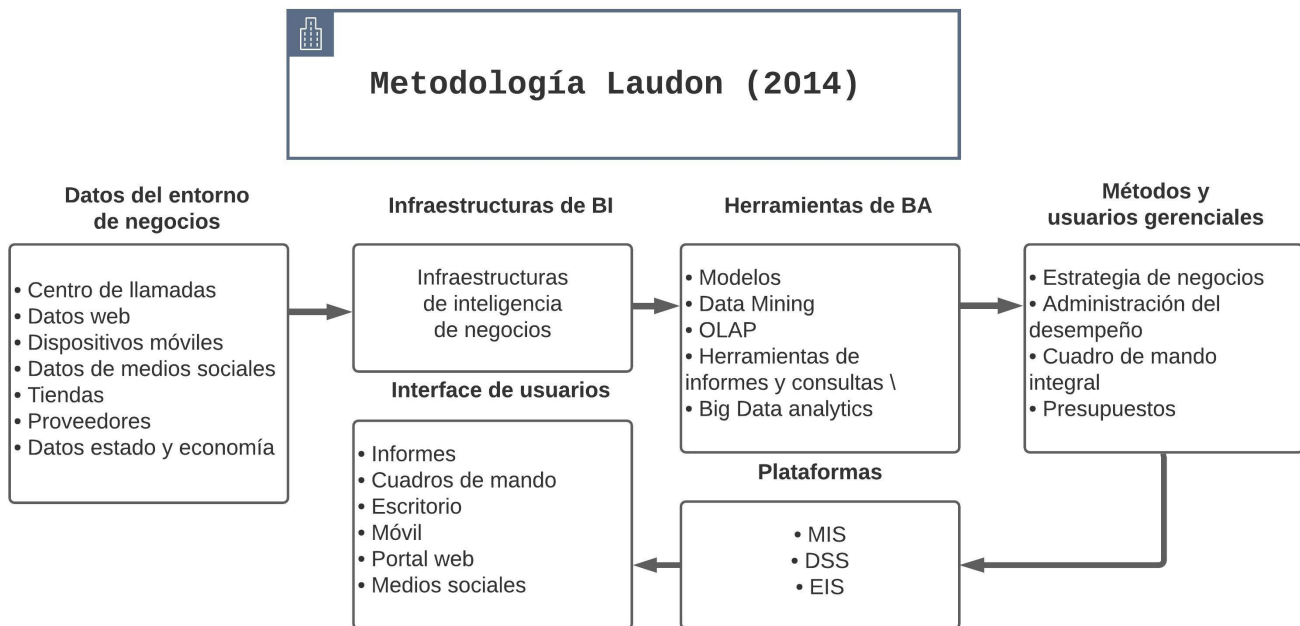 Metodología Laudon (2014)
Datos del entorno
de negocios
• Centro de llamadas
• Datos web
• Dispositivos móviles
• Datos de medios sociales
• Tiendas
• Proveedores
• Datos estado y economía
Infraestructuras de BI
Infraestructuras
de inteligencia
de negocios
Herramientas de BA
• Modelos
• Data Mining
• OLAP
• Herramientas de
informes y consultas \
• Big Data analytics
Métodos y
usuarios gerenciales
• Estrategia de negocios
• Administración del
desempeño
• Cuadro de mando
integral
• Presupuestos
Plataformas
• MIS
• DSS
• EIS
Interface de usuarios
• Informes
• Cuadros de mando
• Escritorio
• Móvil
• Portal web
• Medios sociales